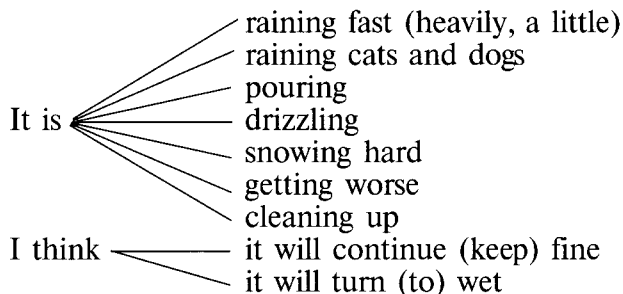 raining fast (heavily, a little)
raining cats and dogs
pouring
It is drizzling
snowing hard
getting worse
cleaning up
I think it will continue (keep) fine
it will turn (to) wet